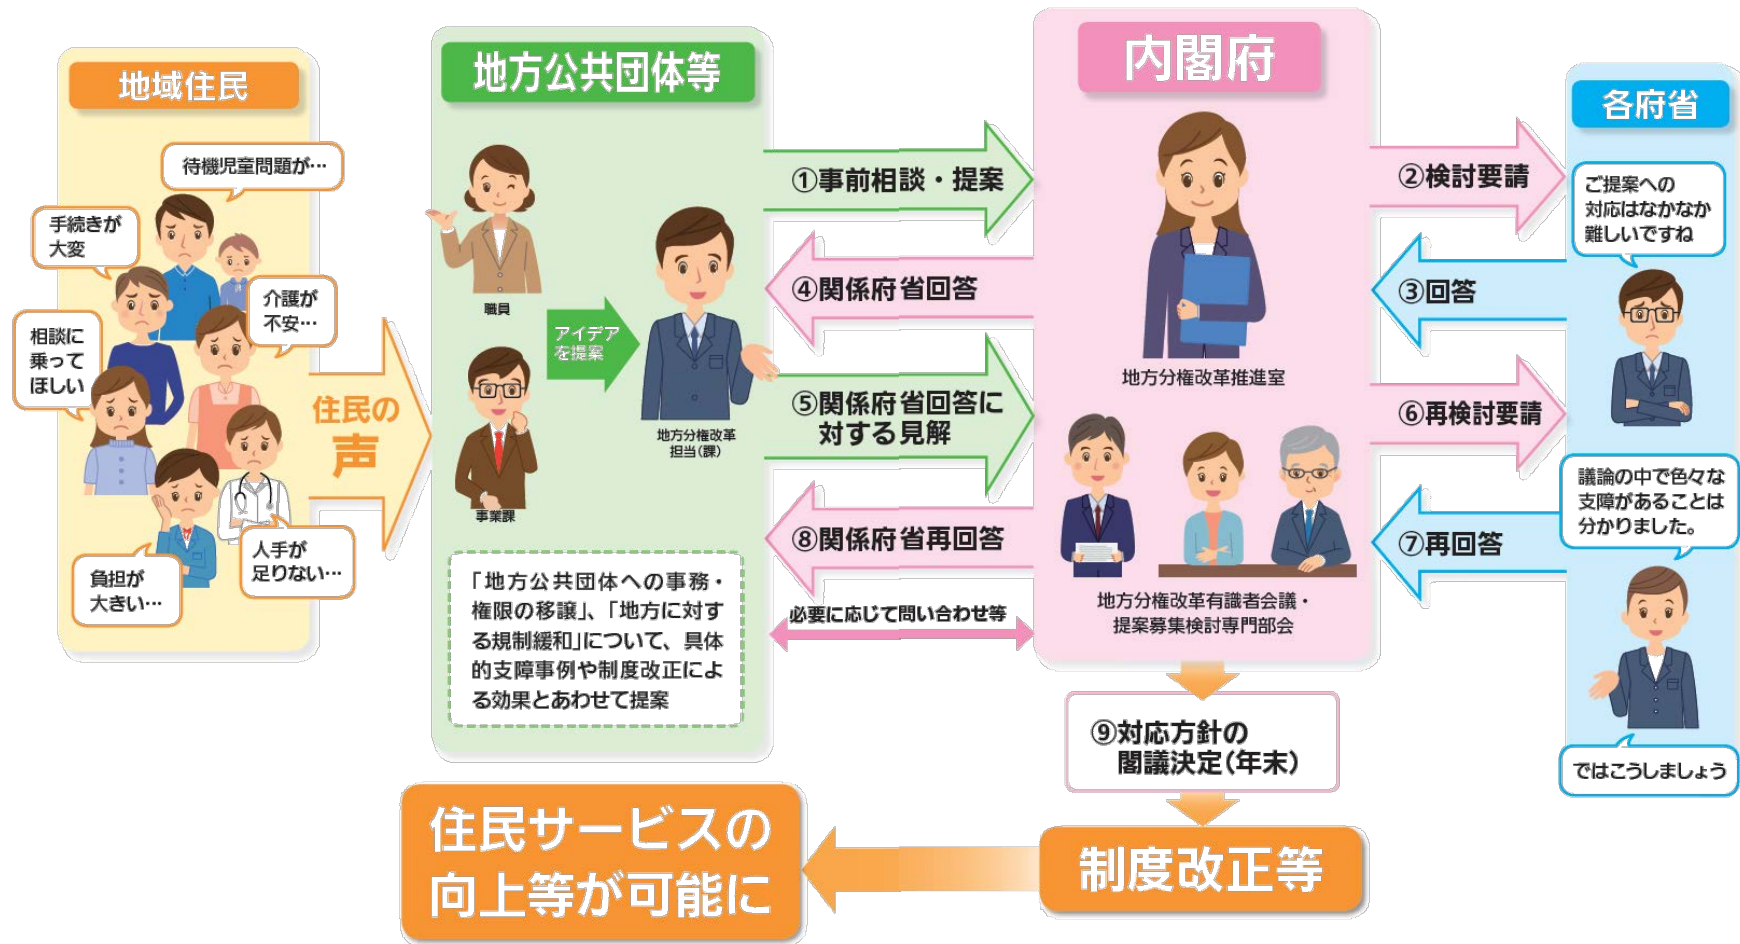 地域住民
待機児童問題が…
手続きが
大変
介護が
不安…
相談に
乗って
ほしい
人手が
足りない…
負担が
大きい…
住民の
声
地方公共団体等
職員
アイデア
を提案
事業課
地方分権改革
担当(課)
「地方公共団体への事務・
権限の移譲」、「地方に対す
る規制緩和」について、具体
的支障事例や制度改正によ
る効果とあわせて提案
①事前相談・提案
④関係府省回答
⑤関係府省回答に
対する見解
⑧関係府省再回答
必要に応じて問い合わせ等
内閣府
地方分権改革推進室
地方分権改革有識者会議・
提案募集検討専門部会
②検討要請
③回答
⑥再検討要請
⑦再回答
各府省
ご提案への
対応はなかなか
難しいですね
議論の中で色々な
支障があることは
分かりました。
ではこうしましょう
⑨対応方針の
閣議決定(年末)
制度改正等
住民サービスの
向上等が可能に